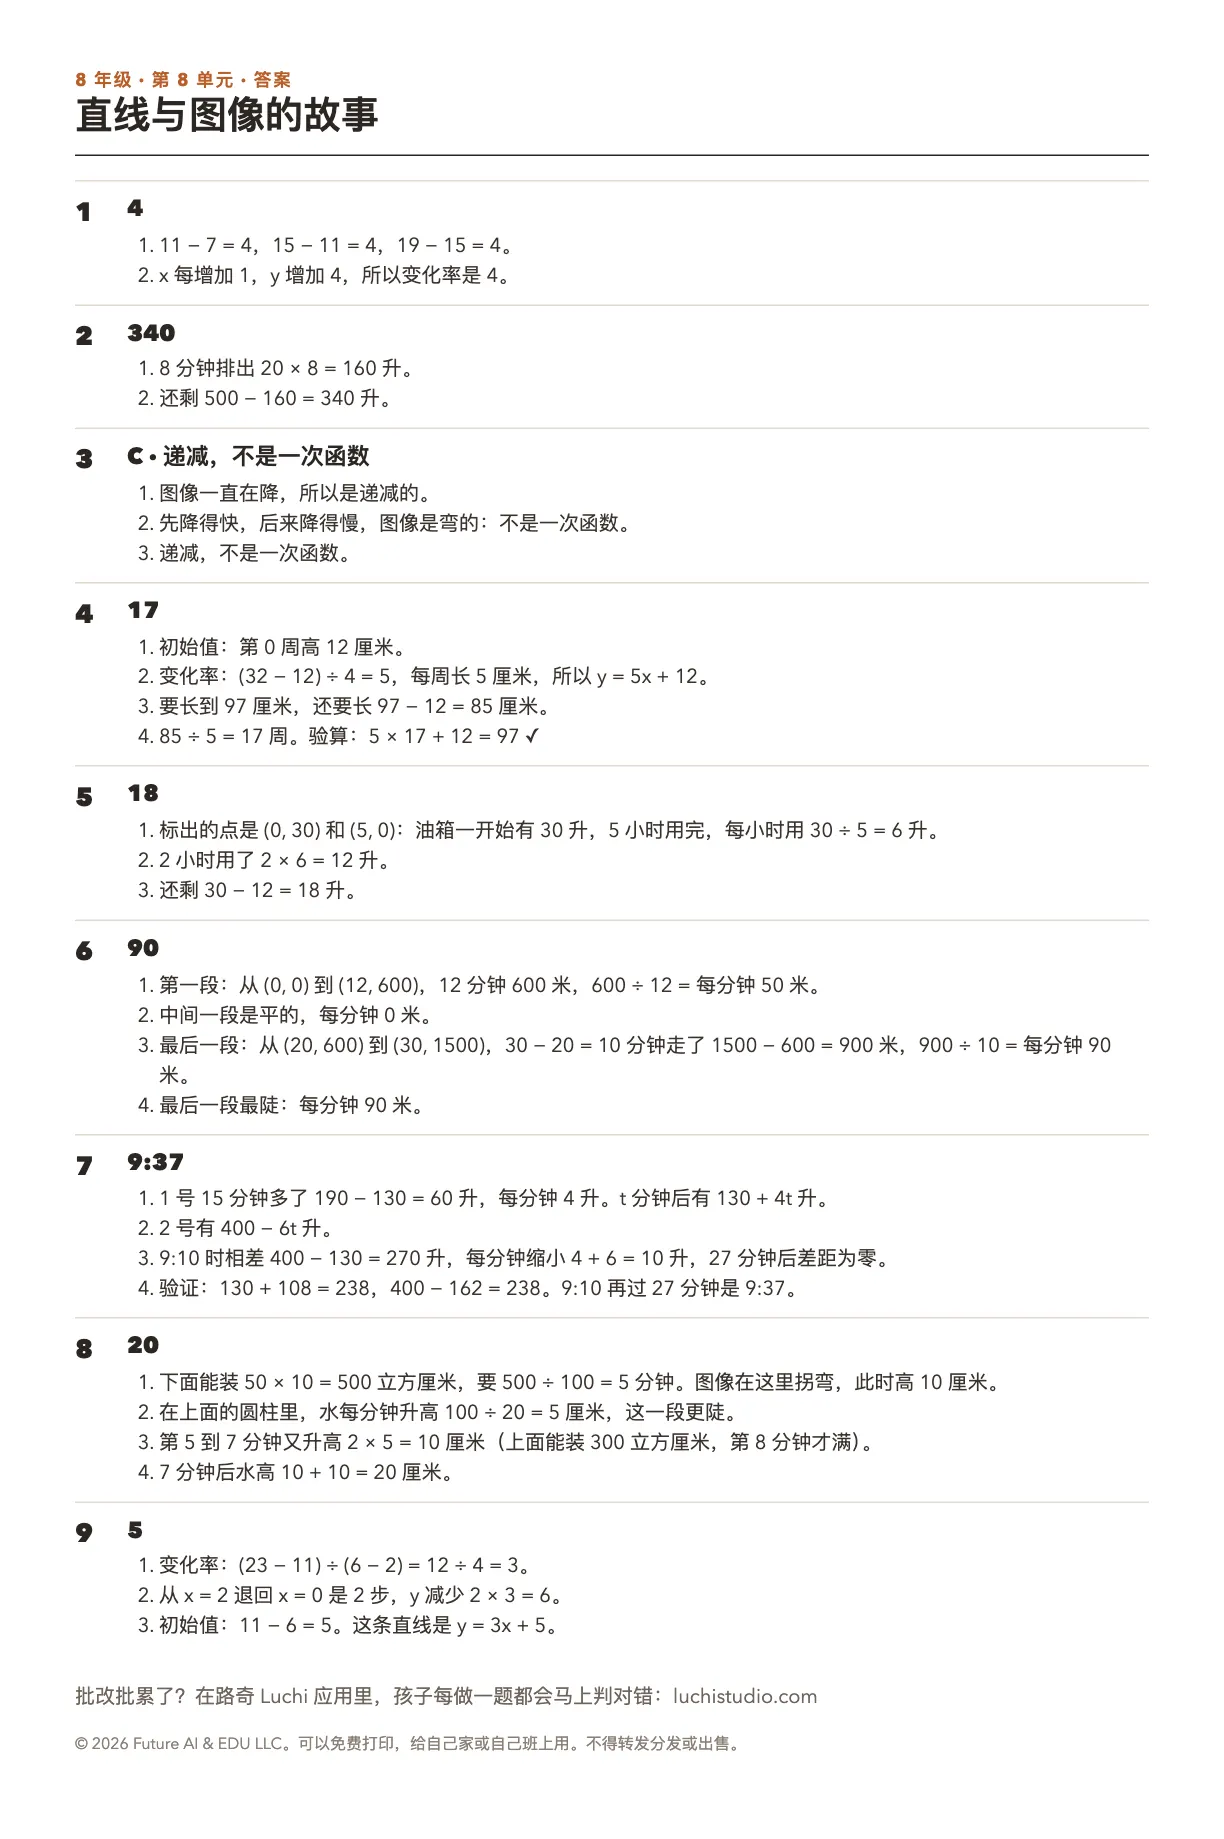 8 年级 · 第 8 单元 · 答案
直线与图像的故事
1
4
1. 11 − 7 = 4，15 − 11 = 4，19 − 15 = 4。
2. x 每增加 1，y 增加 4，所以变化率是 4。
2
340
1. 8 分钟排出 20 × 8 = 160 升。
2. 还剩 500 − 160 = 340 升。
3
C · 递减，不是一次函数
1. 图像一直在降，所以是递减的。
2. 先降得快，后来降得慢，图像是弯的：不是一次函数。
3. 递减，不是一次函数。
4
17
1. 初始值：第 0 周高 12 厘米。
2. 变化率：(32 − 12) ÷ 4 = 5，每周长 5 厘米，所以 y = 5x + 12。
3. 要长到 97 厘米，还要长 97 − 12 = 85 厘米。
4. 85 ÷ 5 = 17 周。验算：5 × 17 + 12 = 97 ✓
5
18
1. 标出的点是 (0, 30) 和 (5, 0)：油箱一开始有 30 升，5 小时用完，每小时用 30 ÷ 5 = 6 升。
2. 2 小时用了 2 × 6 = 12 升。
3. 还剩 30 − 12 = 18 升。
6
90
1. 第一段：从 (0, 0) 到 (12, 600)，12 分钟 600 米，600 ÷ 12 = 每分钟 50 米。
2. 中间一段是平的，每分钟 0 米。
3. 最后一段：从 (20, 600) 到 (30, 1500)，30 − 20 = 10 分钟走了 1500 − 600 = 900 米，900 ÷ 10 = 每分钟 90
米。
4. 最后一段最陡：每分钟 90 米。
7
9:37
1. 1 号 15 分钟多了 190 − 130 = 60 升，每分钟 4 升。t 分钟后有 130 + 4t 升。
2. 2 号有 400 − 6t 升。
3. 9:10 时相差 400 − 130 = 270 升，每分钟缩小 4 + 6 = 10 升，27 分钟后差距为零。
4. 验证：130 + 108 = 238，400 − 162 = 238。9:10 再过 27 分钟是 9:37。
8
20
1. 下面能装 50 × 10 = 500 立方厘米，要 500 ÷ 100 = 5 分钟。图像在这里拐弯，此时高 10 厘米。
2. 在上面的圆柱里，水每分钟升高 100 ÷ 20 = 5 厘米，这一段更陡。
3. 第 5 到 7 分钟又升高 2 × 5 = 10 厘米（上面能装 300 立方厘米，第 8 分钟才满）。
4. 7 分钟后水高 10 + 10 = 20 厘米。
9
5
1. 变化率：(23 − 11) ÷ (6 − 2) = 12 ÷ 4 = 3。
2. 从 x = 2 退回 x = 0 是 2 步，y 减少 2 × 3 = 6。
3. 初始值：11 − 6 = 5。这条直线是 y = 3x + 5。
批改批累了？在路奇 Luchi 应用里，孩子每做一题都会马上判对错：luchistudio.com
© 2026 Future AI & EDU LLC。可以免费打印，给自己家或自己班上用。不得转发分发或出售。